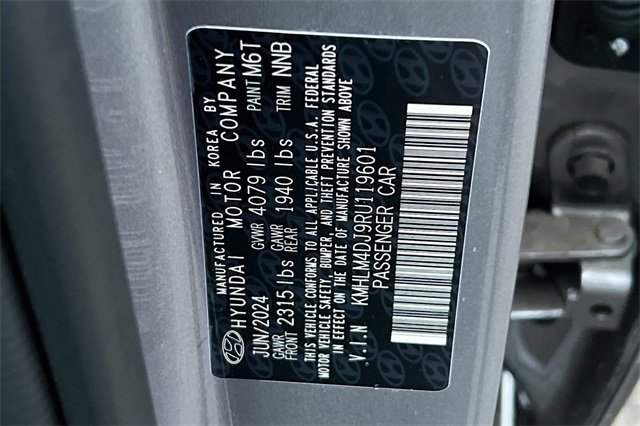 MANUFACTURED IN KOREA BY
HYUNDAI MOTOR COMPANY
JUN/2024 GVWR 4079 lbs PAINT M6T
GAWR FRONT 2315 lbs GAWR REAR 1940 lbs TRIM NNB
THIS VEHICLE CONFORMS TO ALL APPLICABLE U.S.A. FEDERAL
MOTOR VEHICLE SAFETY, BUMPER, AND THEFT PREVENTION STANDARDS
IN EFFECT ON THE DATE OF MANUFACTURE SHOWN ABOVE
V.I.N KMHLM4DJ9RU119601
PASSENGER CAR